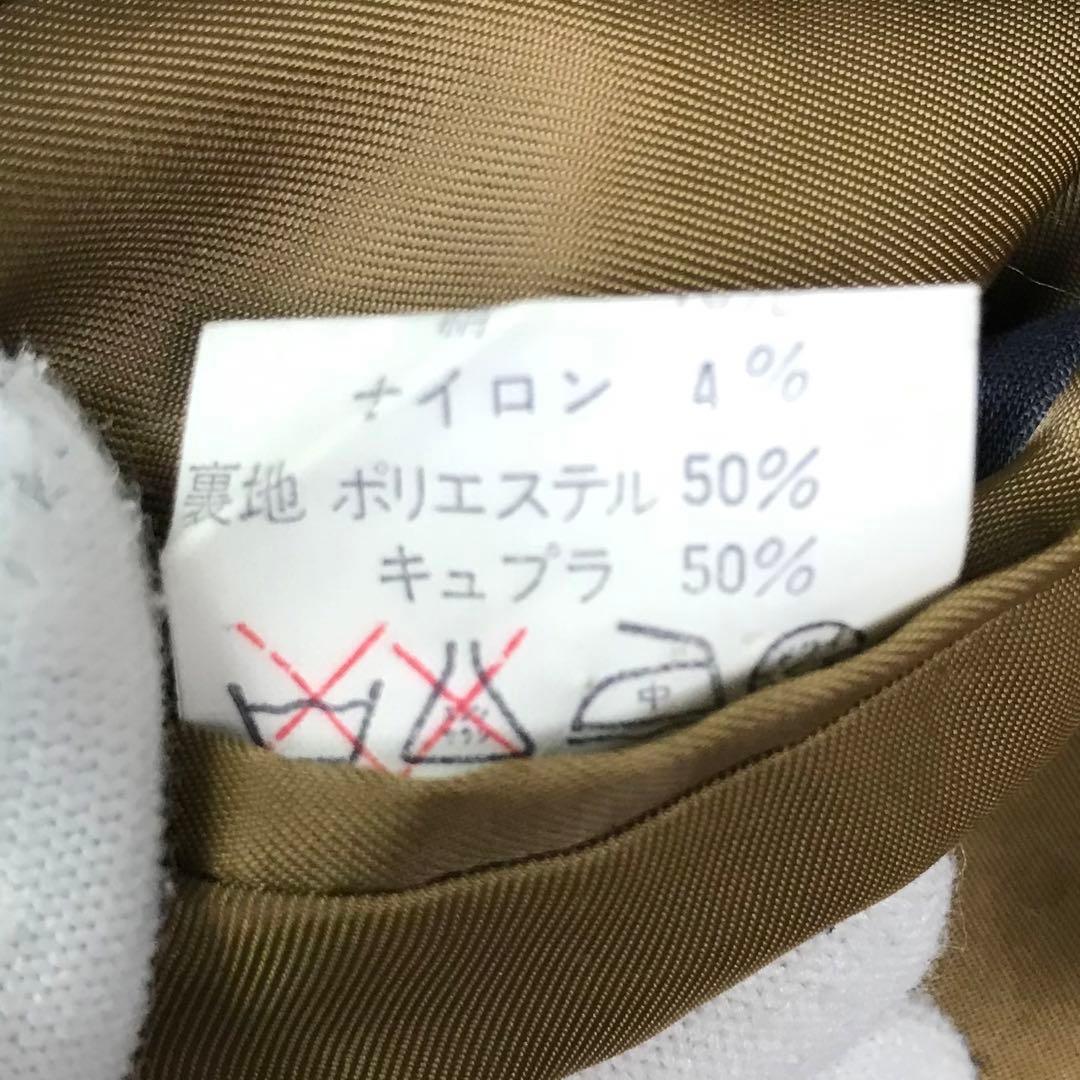 ナイロン 4%
裏地 ポリエステル 50%
キュプラ 50%
中